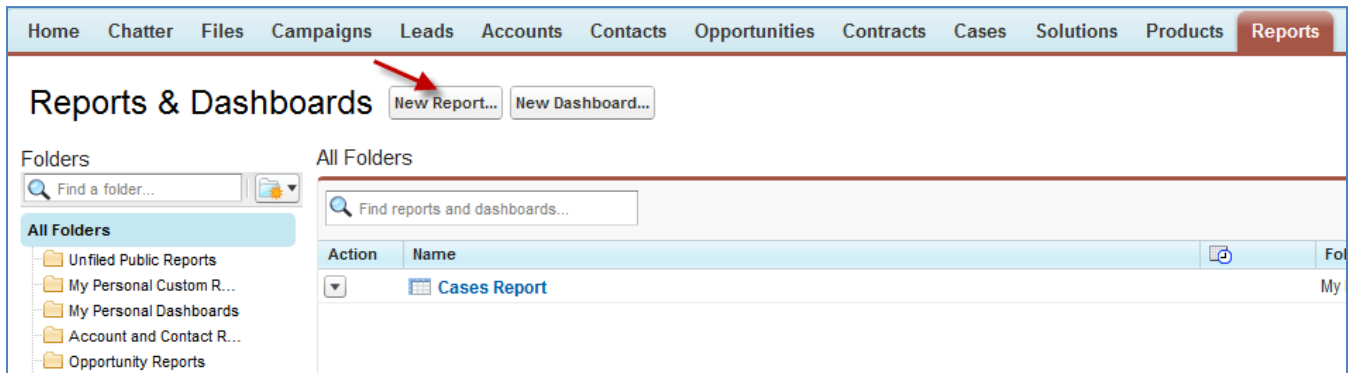 Home Chatter Files Campaigns Leads Accounts Contacts Opportunities Contracts Cases Solutions Products Reports
Reports & Dashboards New Report... New Dashboard...
Folders
Find a folder...
All Folders
Unfiled Public Reports
My Personal Custom R...
My Personal Dashboards
Account and Contact R...
Opportunity Reports
All Folders
Find reports and dashboards...
Action Name Fol
Cases Report My